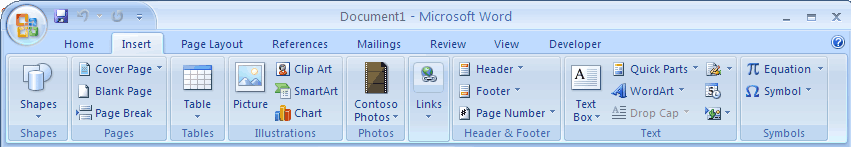 Document1 - Microsoft Word
Home Insert Page Layout References Mailings Review View Developer
Shapes
Shapes
Cover Page
Blank Page
Page Break
Pages
Table
Tables
Picture
Clip Art
SmartArt
Chart
Illustrations
Contoso
Photos
Photos
Links
Header
Footer
# Page Number
Header & Footer
A Text
Box
Quick Parts
A WordArt
A Drop Cap
Text
π Equation
Ω Symbol
Symbols